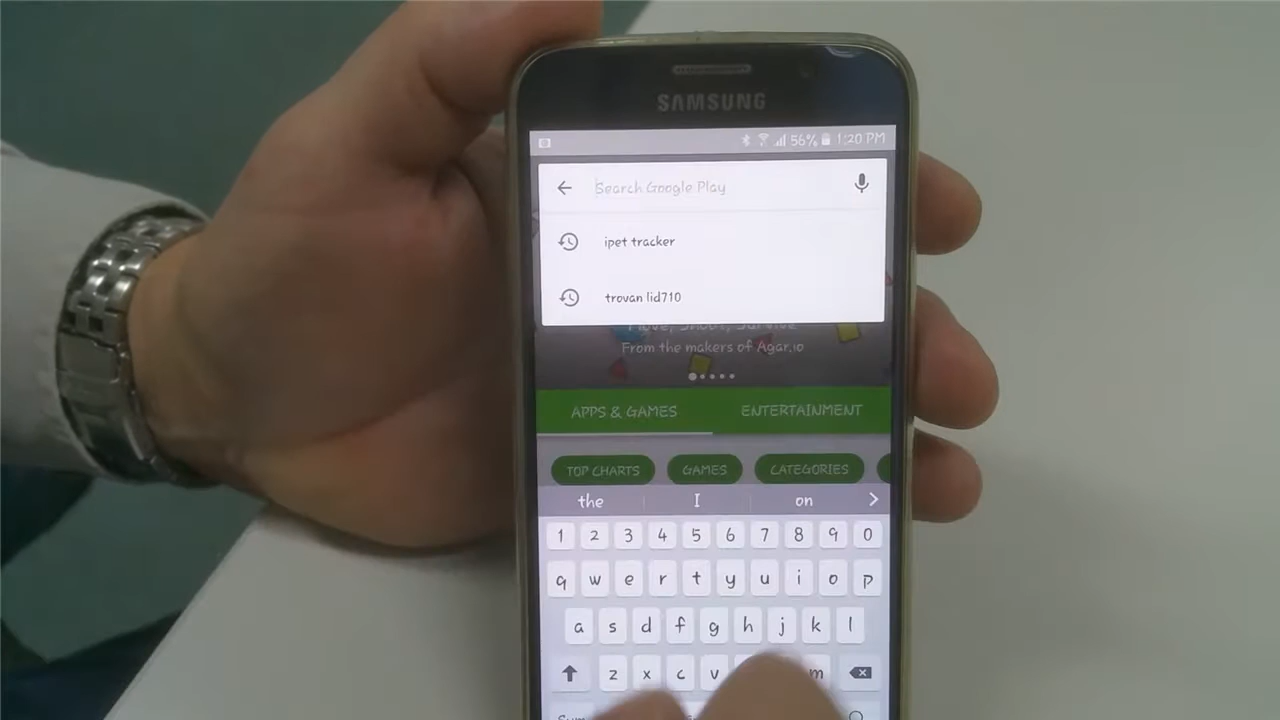 SAMSUNG
56% 1:20 PM
Search Google Play
ipet tracker
trovan lid710
From the makers of Agar.io
APPS & GAMES ENTERTAINMENT
TOP CHARTS GAMES CATEGORIES
the I on
1 2 3 4 5 6 7 8 9 0
q w e r t y u i o p
a s d f g h j k l
z x c v m